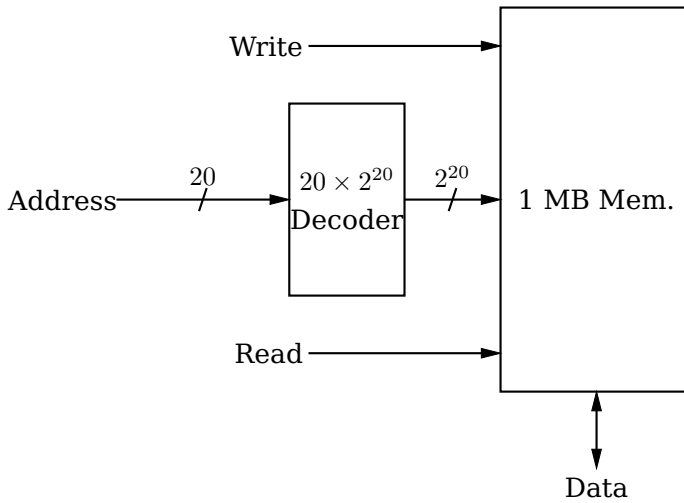 Write
Address
20
20 × 2^20
Decoder
2^20
1 MB Mem.
Read
Data